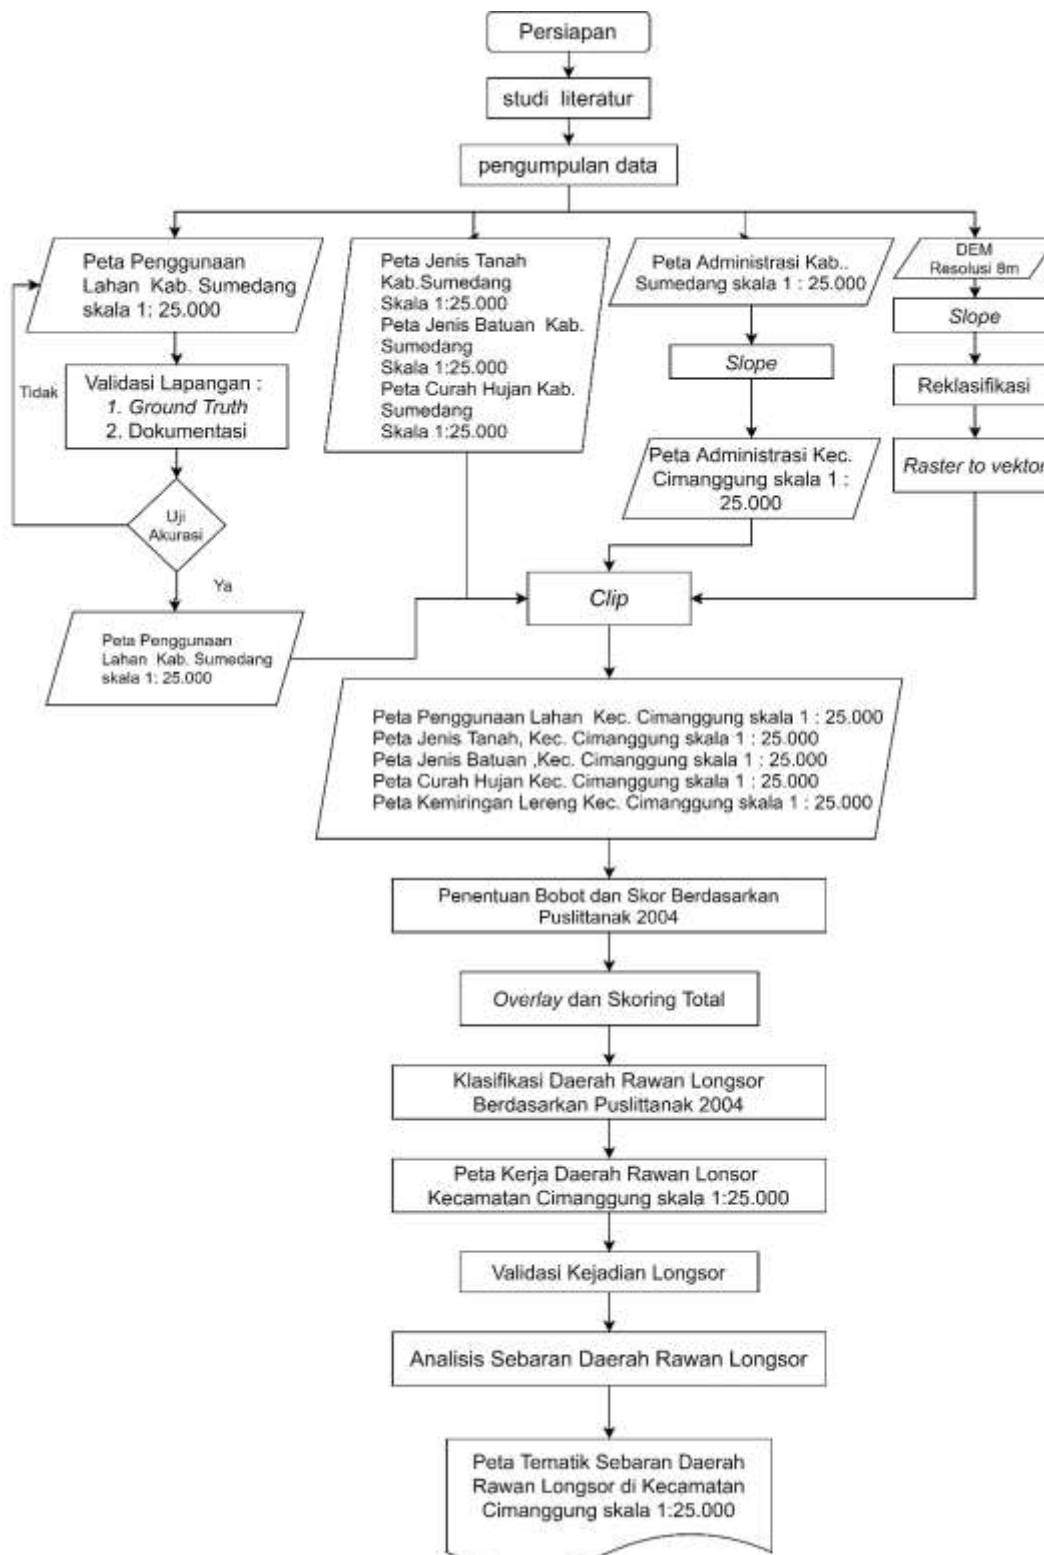 Persiapan
studi literatur
pengumpulan data
Peta Penggunaan
Lahan Kab. Sumedang
skala 1: 25.000
Validasi Lapangan :
1. Ground Truth
2. Dokumentasi
Tidak
Uji
Akurasi
Ya
Peta Penggunaan
Lahan Kab. Sumedang
skala 1: 25.000
Peta Jenis Tanah
Kab.Sumedang
Skala 1:25.000
Peta Jenis Batuan Kab.
Sumedang
Skala 1:25.000
Peta Curah Hujan Kab.
Sumedang
Skala 1:25.000
Peta Administrasi Kab..
Sumedang skala 1 : 25.000
Slope
Peta Administrasi Kec.
Cimanggung skala 1 :
25.000
DEM
Resolusi 8m
Slope
Reklasifikasi
Raster to vektor
Clip
Peta Penggunaan Lahan Kec. Cimanggung skala 1 : 25.000
Peta Jenis Tanah, Kec. Cimanggung skala 1 : 25.000
Peta Jenis Batuan ,Kec. Cimanggung skala 1 : 25.000
Peta Curah Hujan Kec. Cimanggung skala 1 : 25.000
Peta Kemiringan Lereng Kec. Cimanggung skala 1 : 25.000
Penentuan Bobot dan Skor Berdasarkan
Puslittanak 2004
Overlay dan Skoring Total
Klasifikasi Daerah Rawan Longsor
Berdasarkan Puslittanak 2004
Peta Kerja Daerah Rawan Lonsor
Kecamatan Cimanggung skala 1:25.000
Validasi Kejadian Longsor
Analisis Sebaran Daerah Rawan Longsor
Peta Tematik Sebaran Daerah
Rawan Longsor di Kecamatan
Cimanggung skala 1:25.000